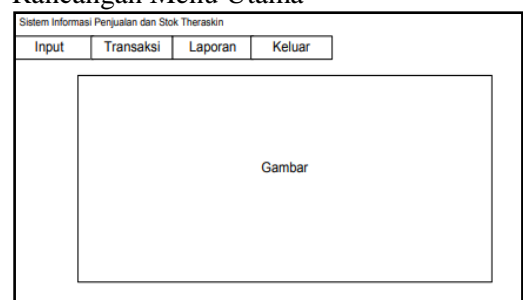 Rancangan Menu Utama
Sistem Informasi Penjualan dan Stok Theraskin
Input Transaksi Laporan Keluar
Gambar